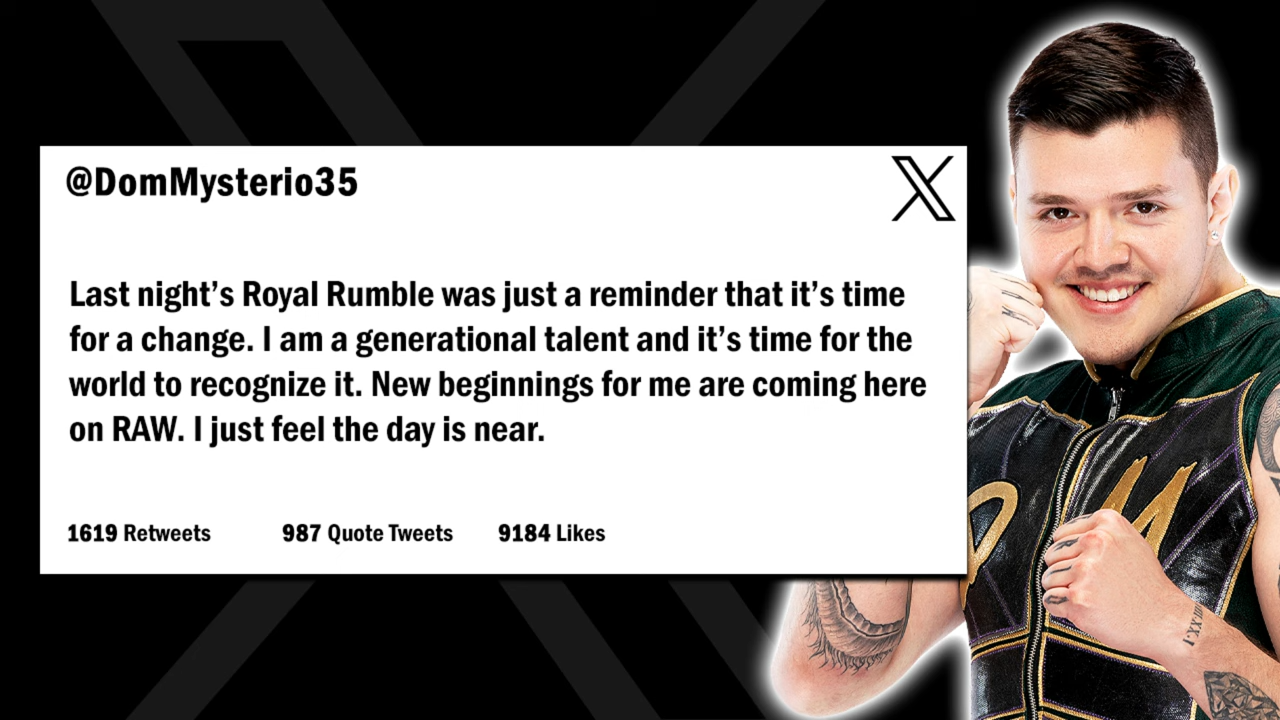 @DomMysterio35
Last night’s Royal Rumble was just a reminder that it’s time
for a change. I am a generational talent and it’s time for the
world to recognize it. New beginnings for me are coming here
on RAW. I just feel the day is near.
1619 Retweets 987 Quote Tweets 9184 Likes